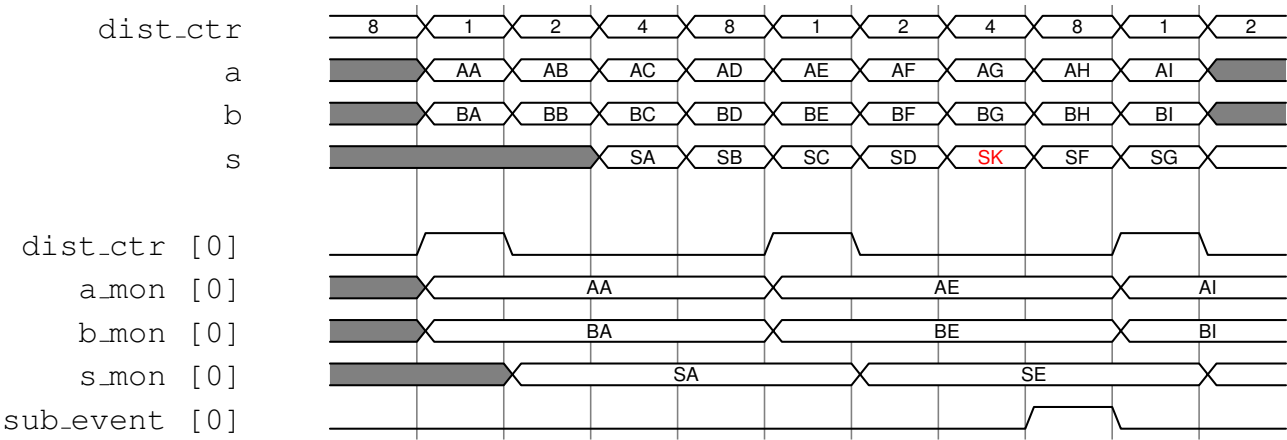 dist_ctr 8 1 2 4 8 1 2 4 8 1 2
a AA AB AC AD AE AF AG AH AI
b BA BB BC BD BE BF BG BH BI
s SA SB SC SD SK SF SG
dist_ctr [0]
a_mon [0] AA AE AI
b_mon [0] BA BE BI
s_mon [0] SA SE
sub_event [0]